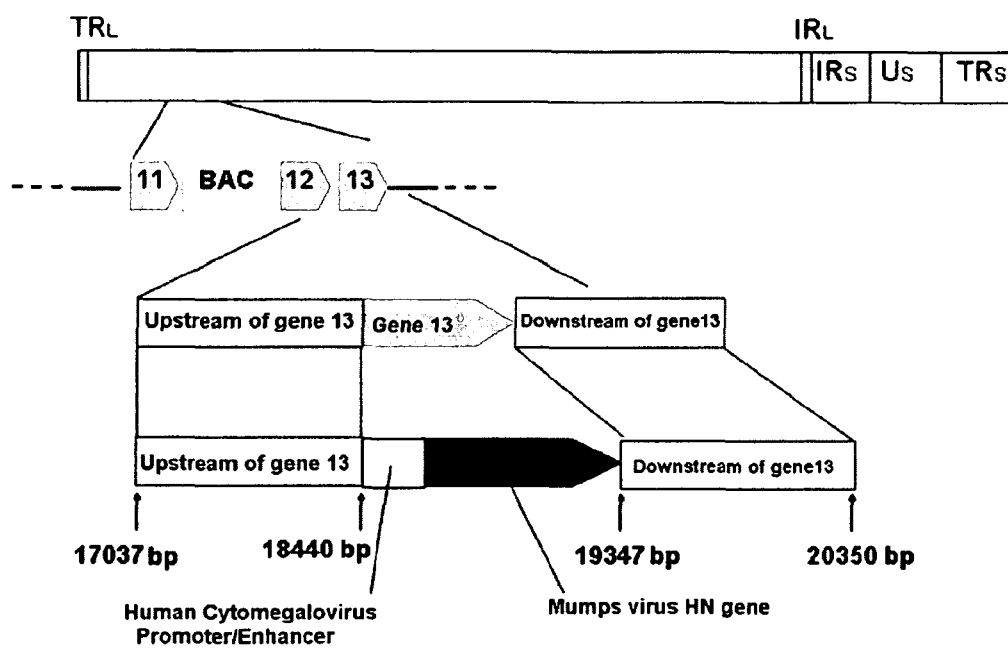 TRL IRL
IRS US TRS
11 BAC 12 13
Upstream of gene 13 Gene 13 Downstream of gene13
Upstream of gene 13 Downstream of gene13
17037 bp 18440 bp 19347 bp 20350 bp
Human Cytomegalovirus
Promoter/Enhancer
Mumps virus HN gene